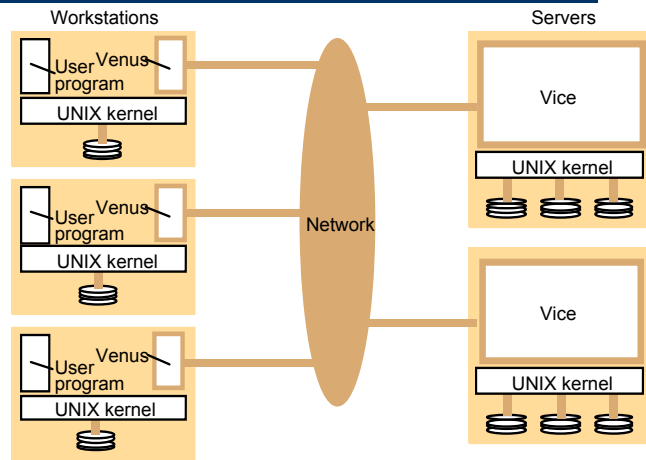 Workstations
Servers
User
program
Venus
UNIX kernel
User
program
Venus
UNIX kernel
User
program
Venus
UNIX kernel
Network
Vice
UNIX kernel
Vice
UNIX kernel